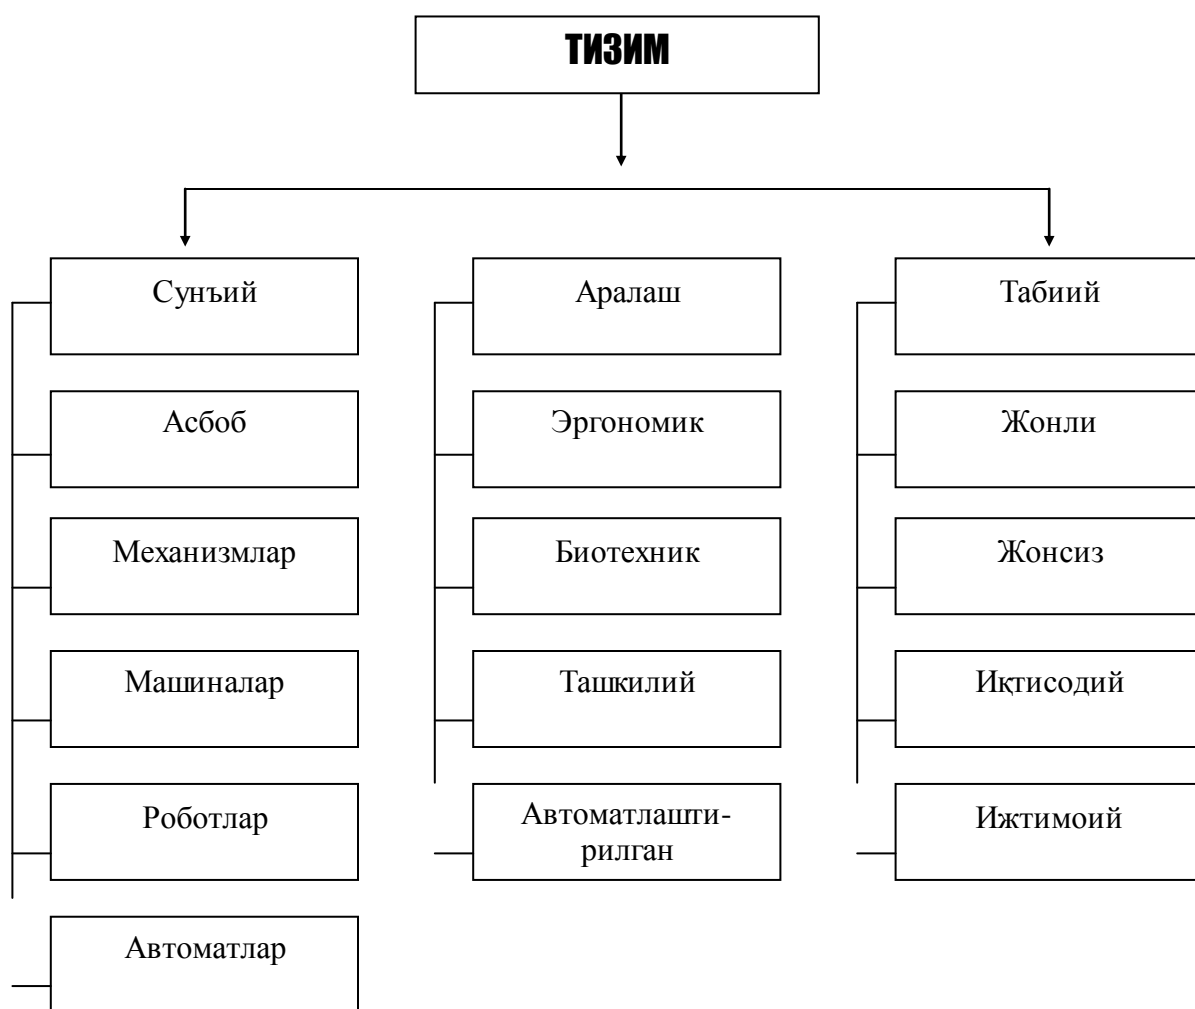 ТИЗИМ
Сунъий
Аралаш
Табиий
Асбоб
Эргономик
Жонли
Механизмлар
Биотехник
Жонсиз
Машиналар
Ташкилий
Иқтисодий
Роботлар
Автоматлашти-
рилган
Ижтимоий
Автоматлар